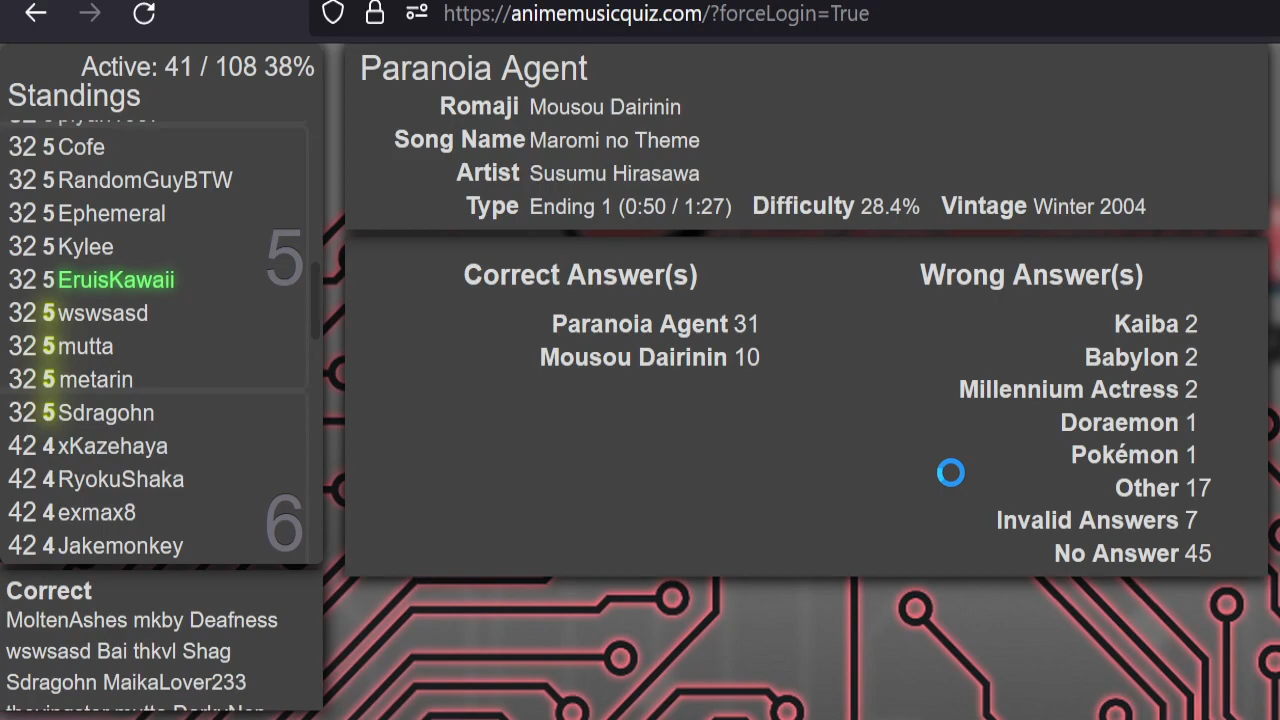 https://animemusicquiz.com/?forceLogin=True
Active: 41 / 108 38%
Standings
32 5 Cofe
32 5 RandomGuyBTW
32 5 Ephemeral
32 5 Kylee
32 5 EruisKawaii
32 5 wswsasd
32 5 mutta
32 5 metarin
5
32 5 Sdragohn
42 4 xKazehaya
42 4 RyokuShaka
42 4 exmax8
42 4 Jakemonkey
6
Correct
MoltenAshes mkby Deafness
wswsasd Bai thkvl Shag
Sdragohn MaikaLover233
Paranoia Agent
Romaji Mousou Dairinin
Song Name Maromi no Theme
Artist Susumu Hirasawa
Type Ending 1 (0:50 / 1:27) Difficulty 28.4% Vintage Winter 2004
Correct Answer(s)
Paranoia Agent 31
Mousou Dairinin 10
Wrong Answer(s)
Kaiba 2
Babylon 2
Millennium Actress 2
Doraemon 1
Pokémon 1
Other 17
Invalid Answers 7
No Answer 45